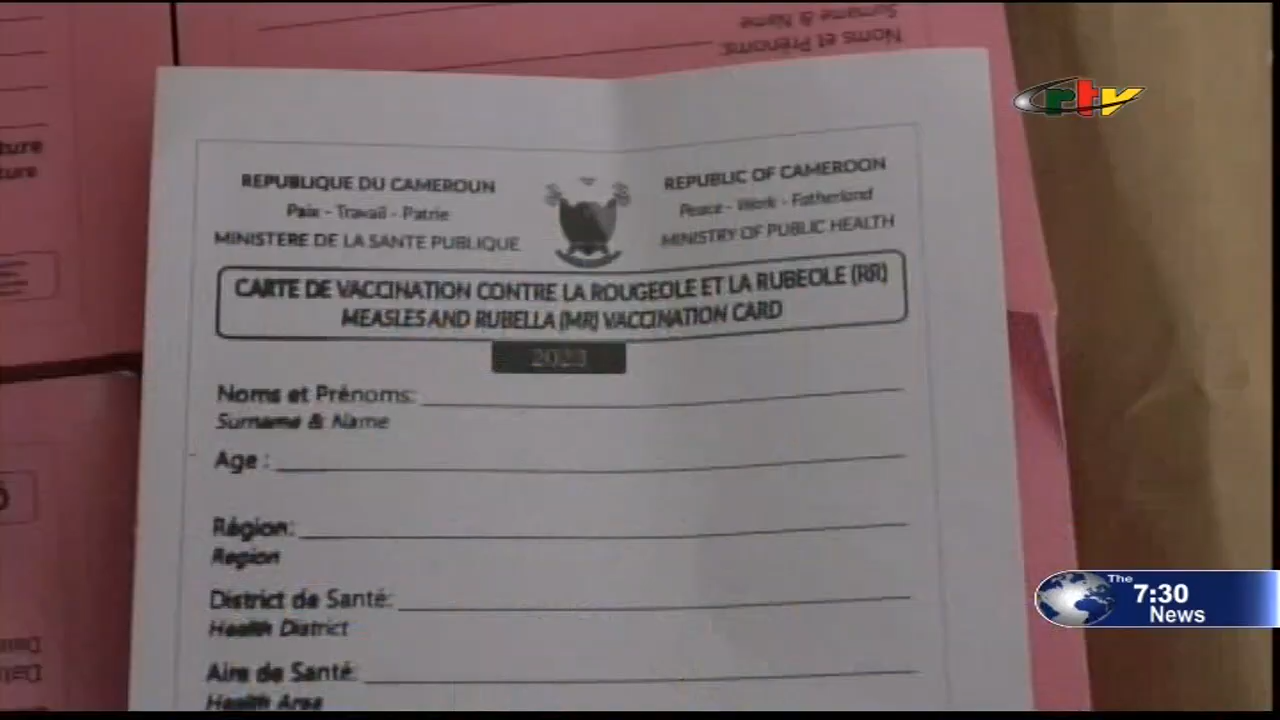 Surname & Name
Noms et Prénoms:
ture
ture
crtv
REPUBLIQUE DU CAMEROUN
Paix - Travail - Patrie
MINISTERE DE LA SANTE PUBLIQUE
REPUBLIC OF CAMEROON
Peace - Work - Fatherland
MINISTRY OF PUBLIC HEALTH
CARTE DE VACCINATION CONTRE LA ROUGEOLE ET LA RUBEOLE (RR)
MEASLES AND RUBELLA (MR) VACCINATION CARD
2023
Noms et Prénoms:
Surname & Name
Age :
Région:
Region
District de Santé:
Health District
Aire de Santé:
Health Area
The
7:30
News